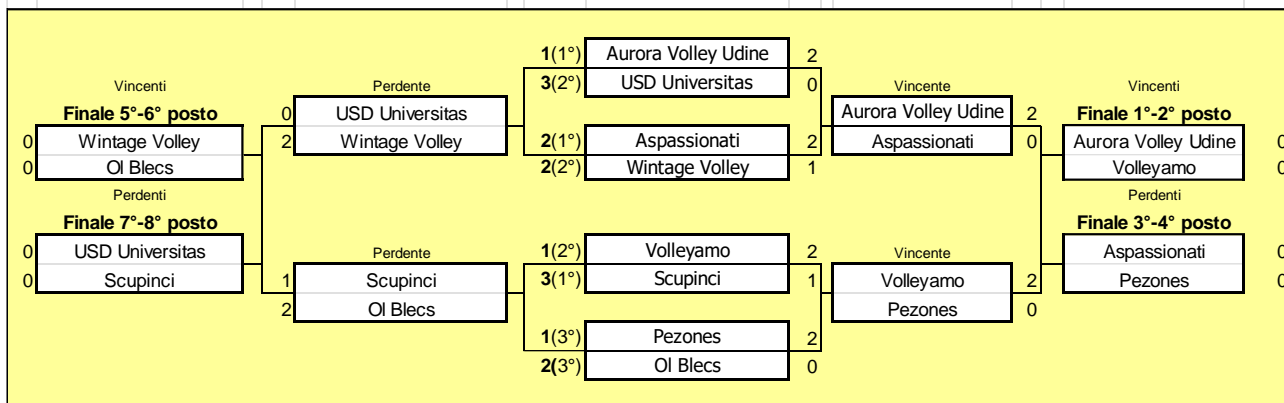 Vincenti
Finale 5°-6° posto
0 Wintage Volley
0 Ol Blecs
Perdenti
Finale 7°-8° posto
0 USD Universitas
0 Scupinci
Perdente
0 USD Universitas
2 Wintage Volley
Perdente
1 Scupinci
2 Ol Blecs
1(1°) Aurora Volley Udine 2
3(2°) USD Universitas 0
2(1°) Aspassionati 2
2(2°) Wintage Volley 1
1(2°) Volleyamo 2
3(1°) Scupinci 1
1(3°) Pezones 2
2(3°) Ol Blecs 0
Vincente
Aurora Volley Udine 2
Aspassionati 0
Vincente
Volleyamo 2
Pezones 0
Vincenti
Finale 1°-2° posto
Aurora Volley Udine 0
Volleyamo 0
Perdenti
Finale 3°-4° posto
Aspassionati 0
Pezones 0